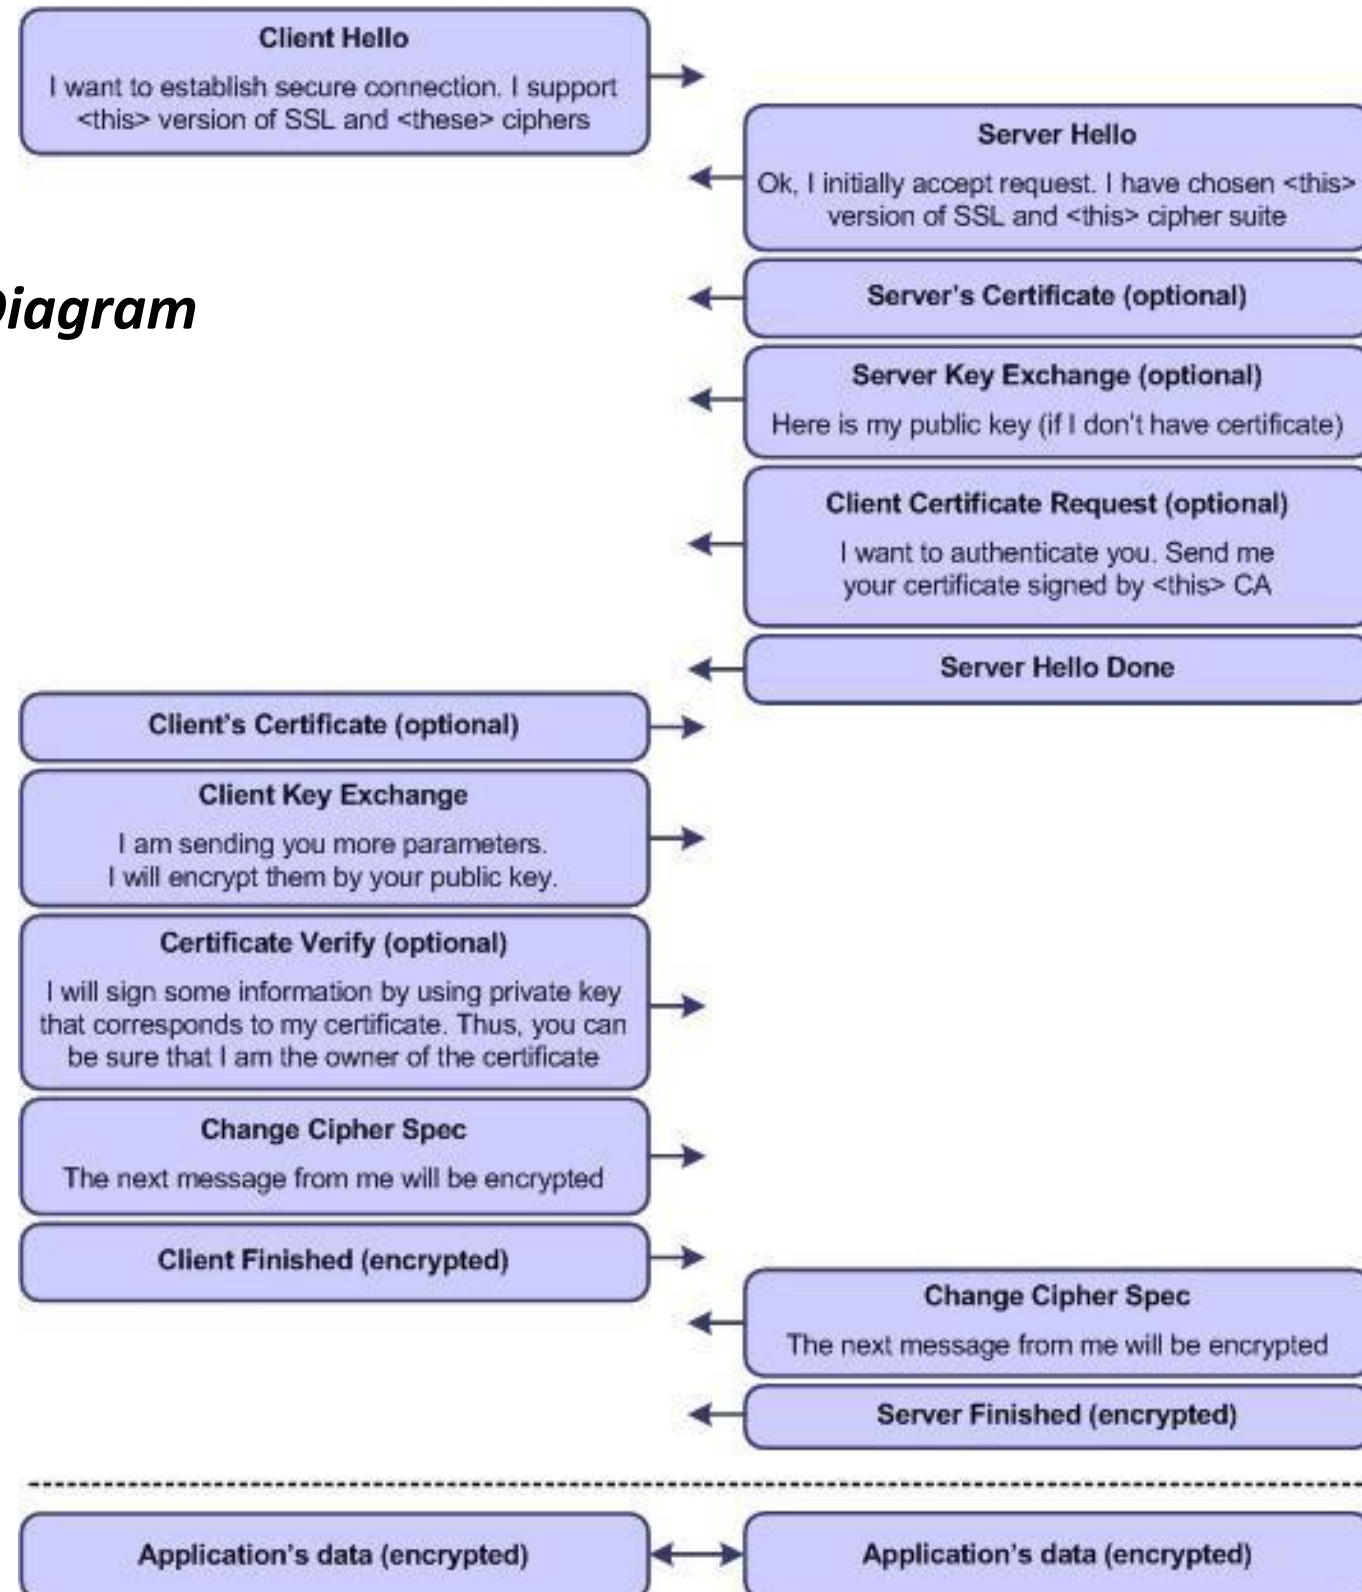 Client Hello
I want to establish secure connection. I support
<this> version of SSL and <these> ciphers
Server Hello
Ok, I initially accept request. I have chosen <this>
version of SSL and <this> cipher suite
Server's Certificate (optional)
Diagram
Server Key Exchange (optional)
Here is my public key (if I don't have certificate)
Client Certificate Request (optional)
I want to authenticate you. Send me
your certificate signed by <this> CA
Server Hello Done
Client's Certificate (optional)
Client Key Exchange
I am sending you more parameters.
I will encrypt them by your public key.
Certificate Verify (optional)
I will sign some information by using private key
that corresponds to my certificate. Thus, you can
be sure that I am the owner of the certificate
Change Cipher Spec
The next message from me will be encrypted
Client Finished (encrypted)
Change Cipher Spec
The next message from me will be encrypted
Server Finished (encrypted)
Application's data (encrypted)
Application's data (encrypted)